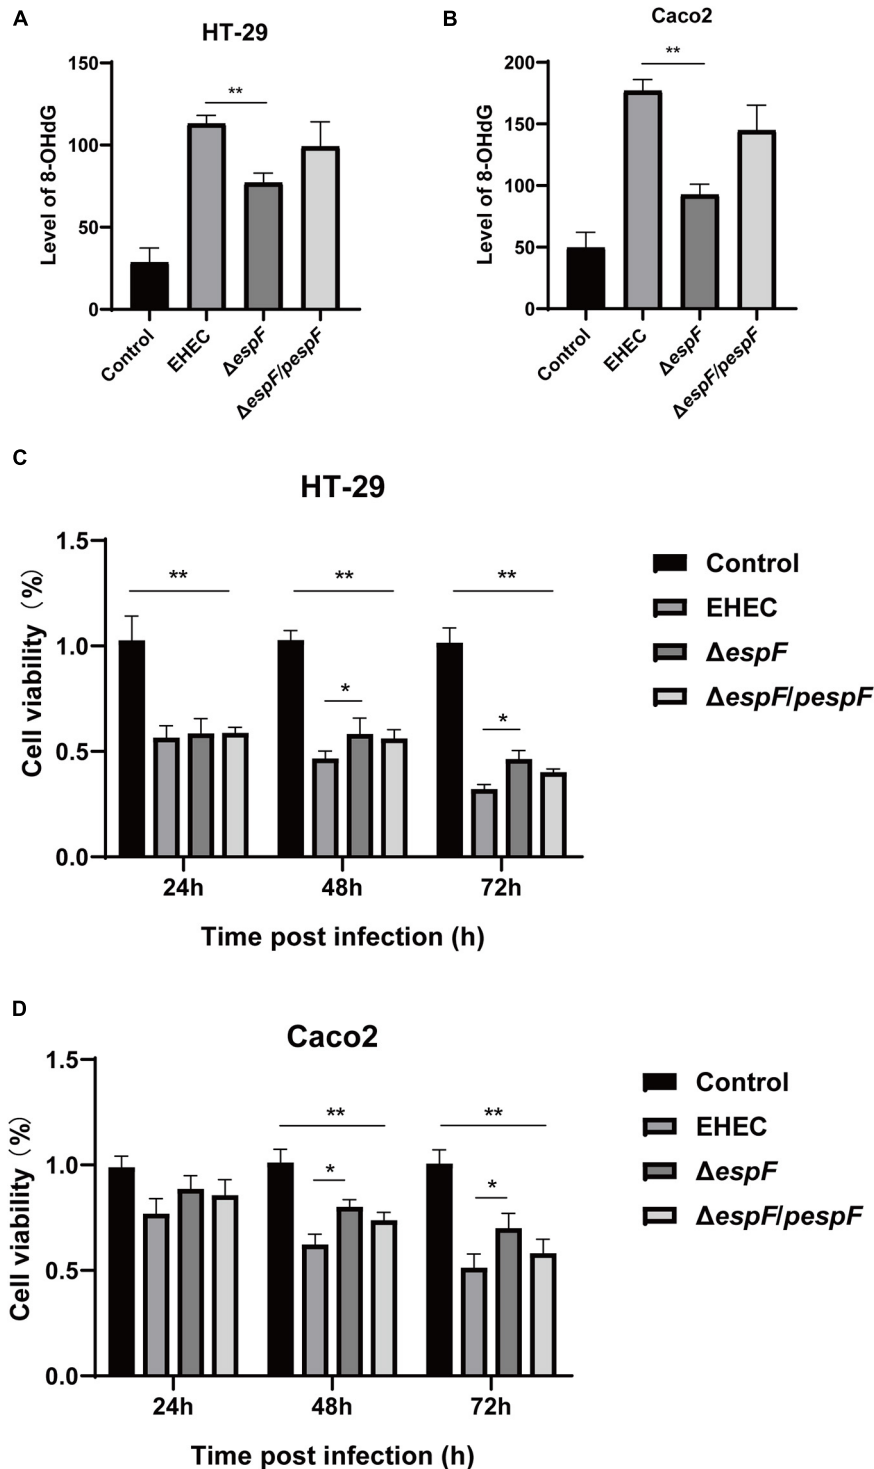 A
HT-29
Level of 8-OHdG
150
100
50
0
**
Control
EHEC
ΔespF
ΔespF/pespF
B
Caco2
Level of 8-OHdG
200
150
100
50
0
**
Control
EHEC
ΔespF
ΔespF/pespF
C
HT-29
Cell viability (%)
1.5
1.0
0.5
0.0
** ** **
*
*
24h 48h 72h
Time post infection (h)
Control
EHEC
ΔespF
ΔespF/pespF
D
Caco2
Cell viability (%)
1.5
1.0
0.5
0.0
** **
*
*
24h 48h 72h
Time post infection (h)
Control
EHEC
ΔespF
ΔespF/pespF